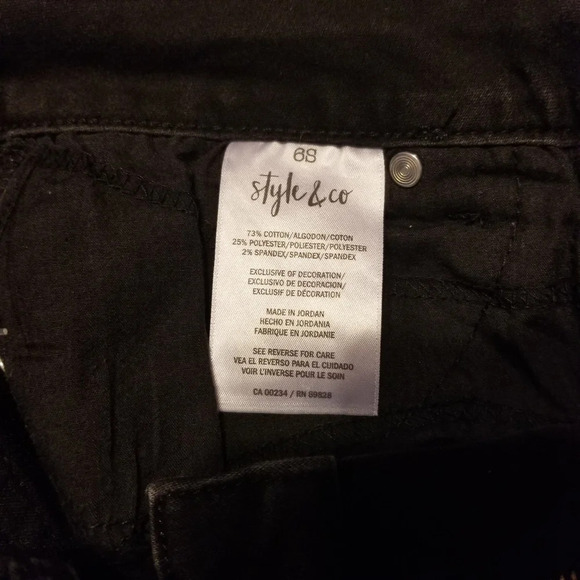 6S
style & co
73% COTTON/ALGODON/COTON
25% POLYESTER/POLIESTER/POLYESTER
2% SPANDEX/SPANDEX/SPANDEX
EXCLUSIVE OF DECORATION/
EXCLUSIVO DE DECORACION/
EXCLUSIF DE DÉCORATION
MADE IN JORDAN
HECHO EN JORDANIA
FABRIQUE EN JORDANIE
SEE REVERSE FOR CARE
VEA EL REVERSO PARA EL CUIDADO
VOIR L'INVERSE POUR LE SOIN
CA 00234 / RN 89828